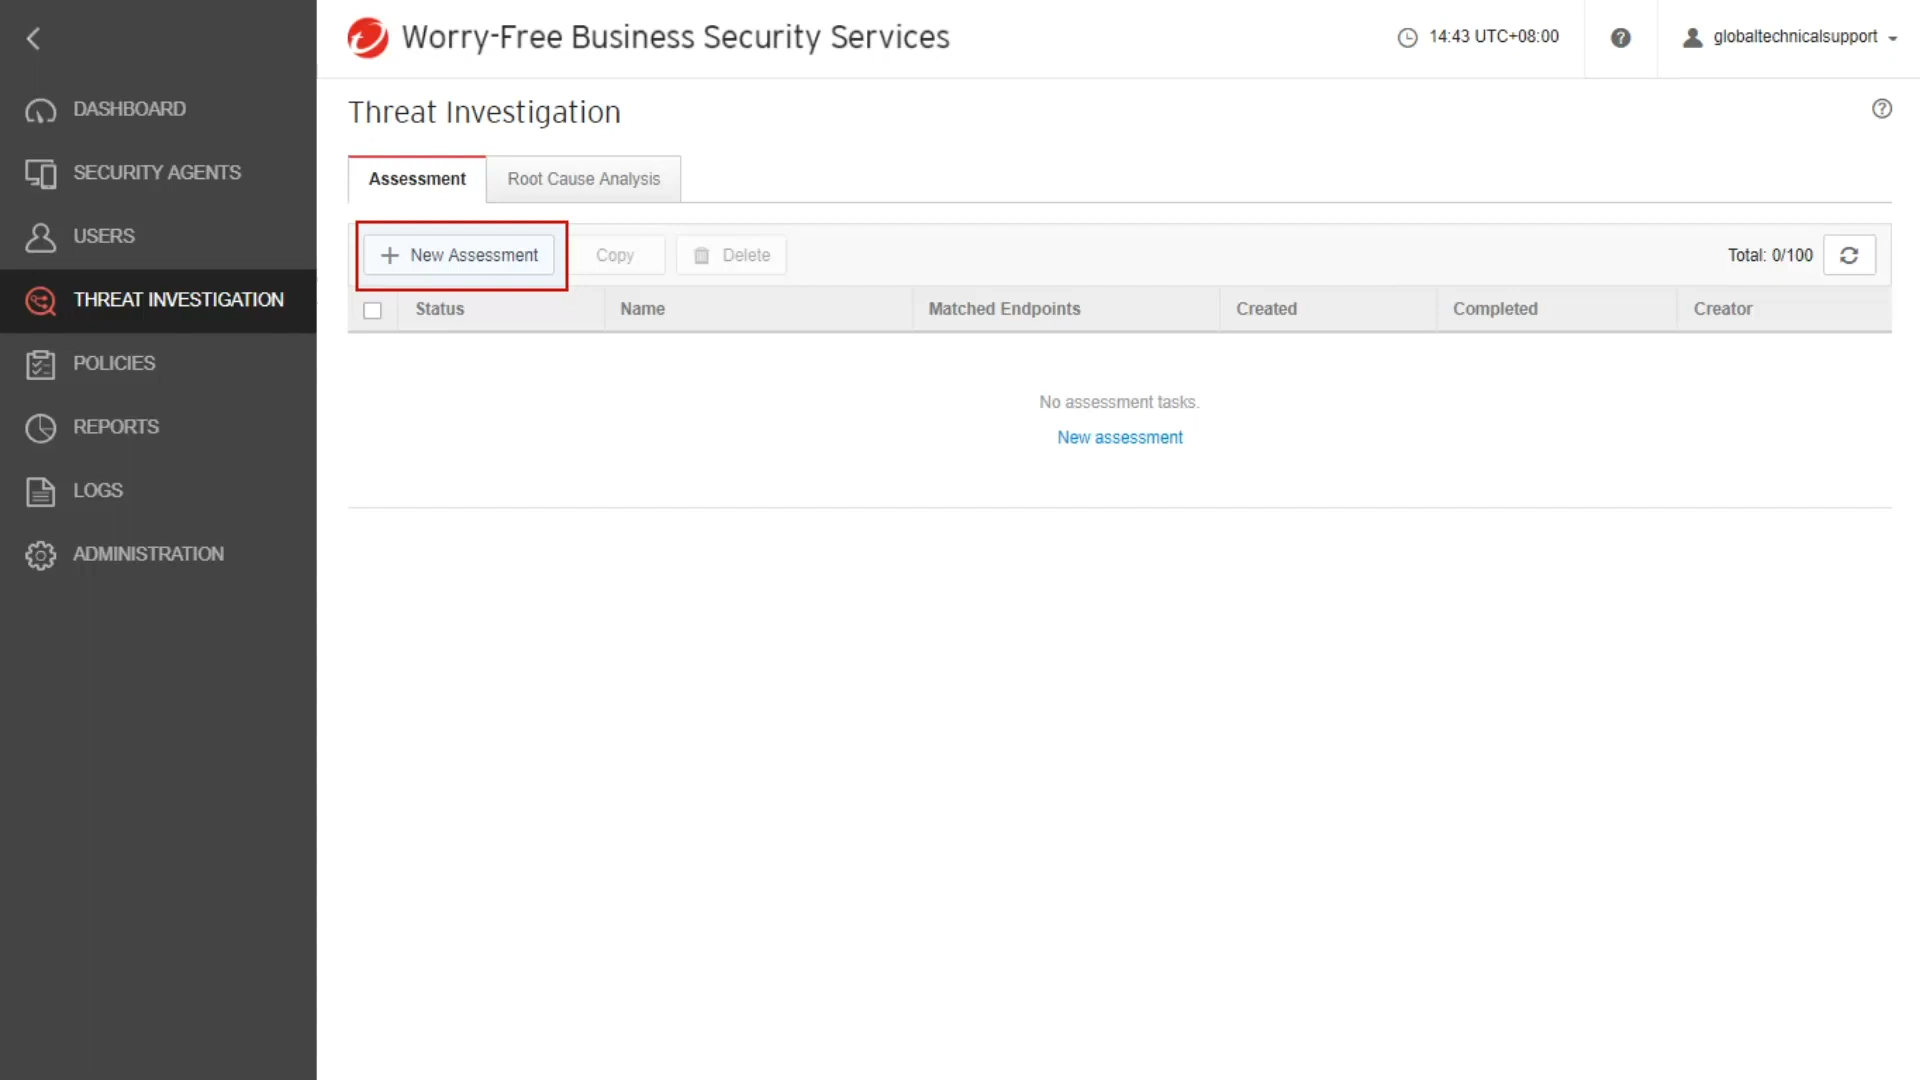 Worry-Free Business Security Services
14:43 UTC+08:00
globaltechnicalsupport
DASHBOARD
SECURITY AGENTS
USERS
THREAT INVESTIGATION
POLICIES
REPORTS
LOGS
ADMINISTRATION
Threat Investigation
Assessment
Root Cause Analysis
New Assessment
Copy
Delete
Total: 0/100
Status
Name
Matched Endpoints
Created
Completed
Creator
No assessment tasks.
New assessment